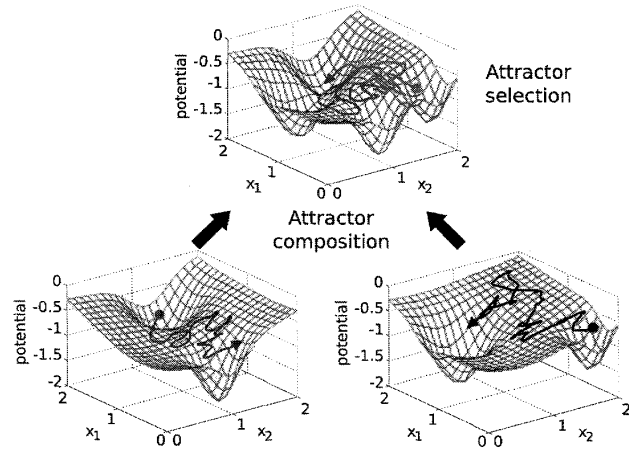 0
-0.5
-1
-1.5
-2
potential
2
1
0
x1
0
1
2
x2
Attractor
selection
Attractor
composition
0
-0.5
-1
-1.5
-2
potential
2
1
0
x1
0
1
2
x2
0
-0.5
-1
-1.5
-2
potential
2
1
0
x1
0
1
2
x2